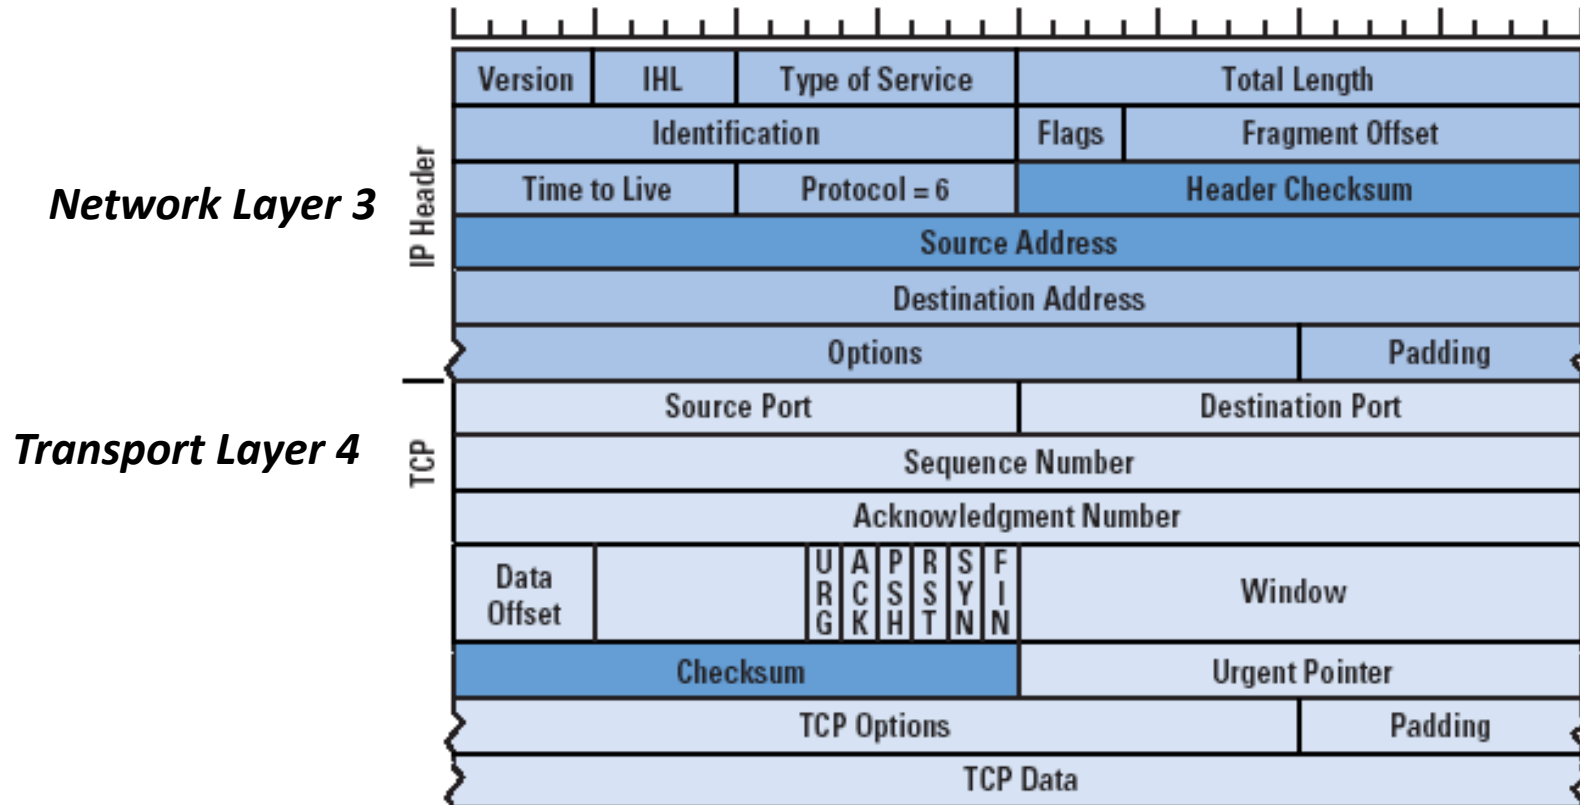 Version IHL Type of Service Total Length
Identification Flags Fragment Offset
Network Layer 3
IP Header
Time to Live Protocol = 6 Header Checksum
Source Address
Destination Address
Options Padding
Source Port Destination Port
Transport Layer 4
TCP
Sequence Number
Acknowledgment Number
Data Offset URG ACK PSH RST SYN FIN Window
Checksum Urgent Pointer
TCP Options Padding
TCP Data